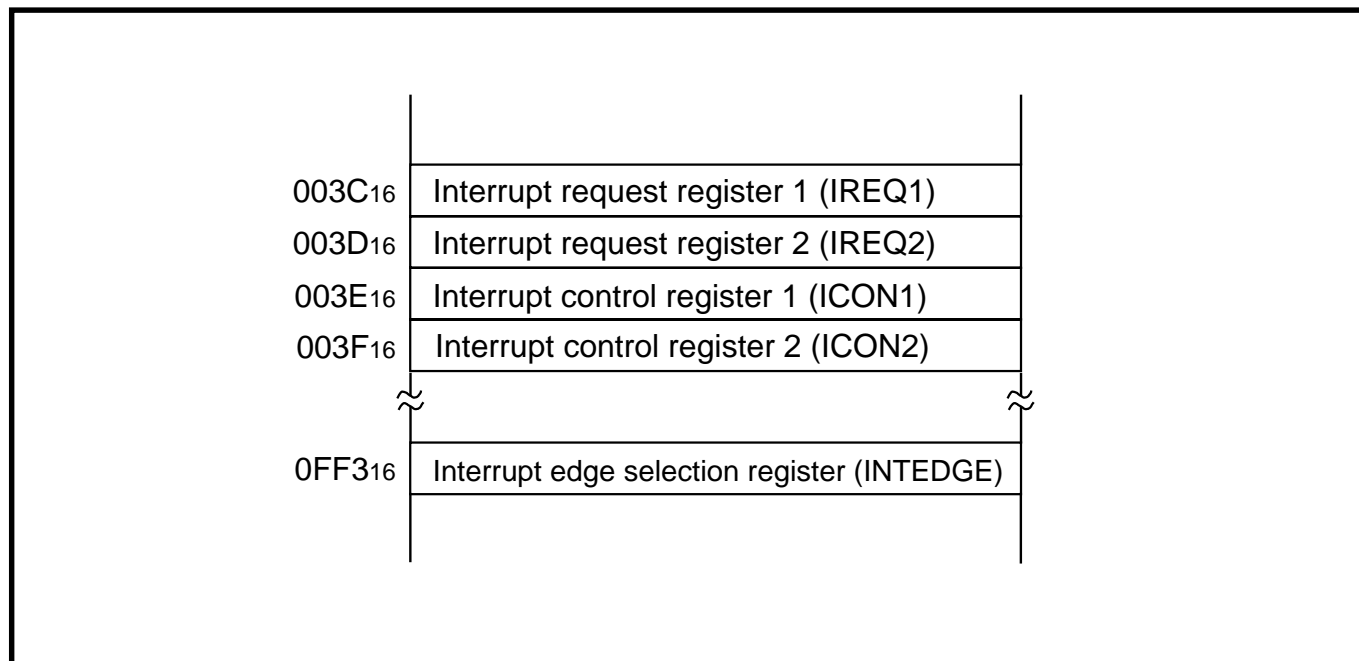 003C16 Interrupt request register 1 (IREQ1)
003D16 Interrupt request register 2 (IREQ2)
003E16 Interrupt control register 1 (ICON1)
003F16 Interrupt control register 2 (ICON2)
0FF316 Interrupt edge selection register (INTEDGE)